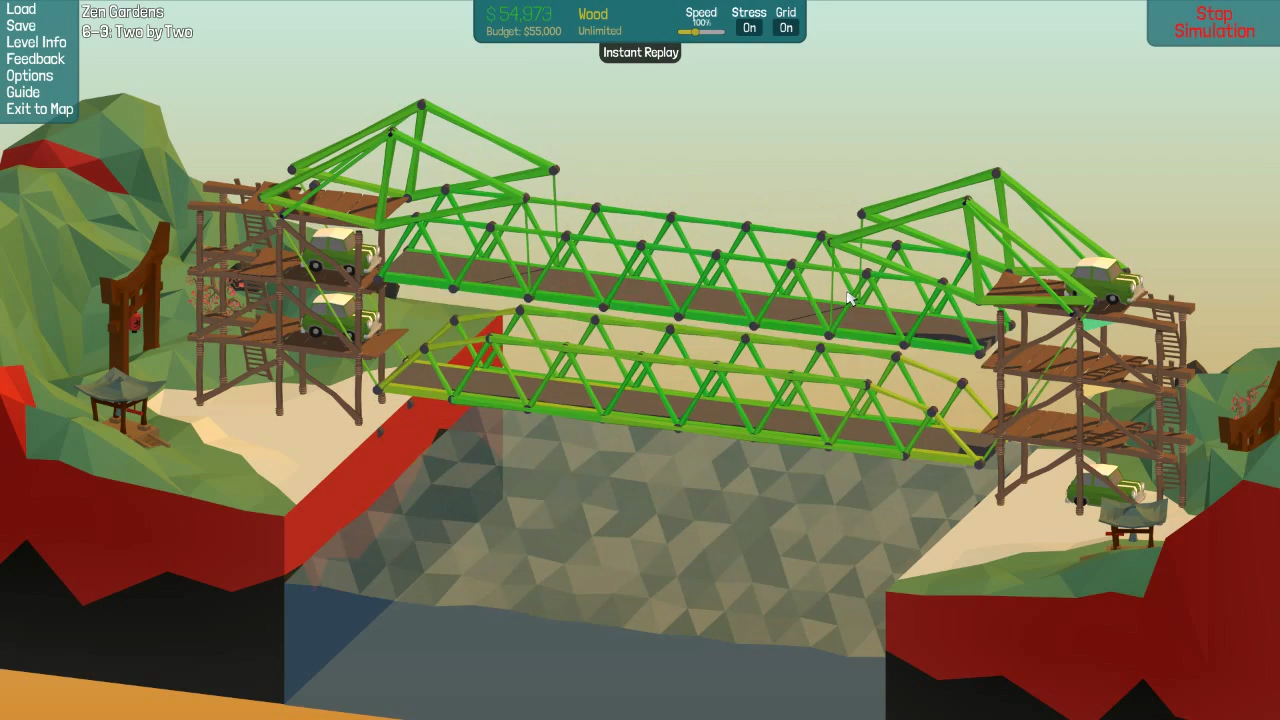 Load
Save
Level Info
Feedback
Options
Guide
Exit to Map
Zen Gardens
6-3: Two by Two
$ 54,973
Budget: $55,000
Wood
Unlimited
Speed
100%
Stress
On
Grid
On
Instant Replay
Stop
Simulation